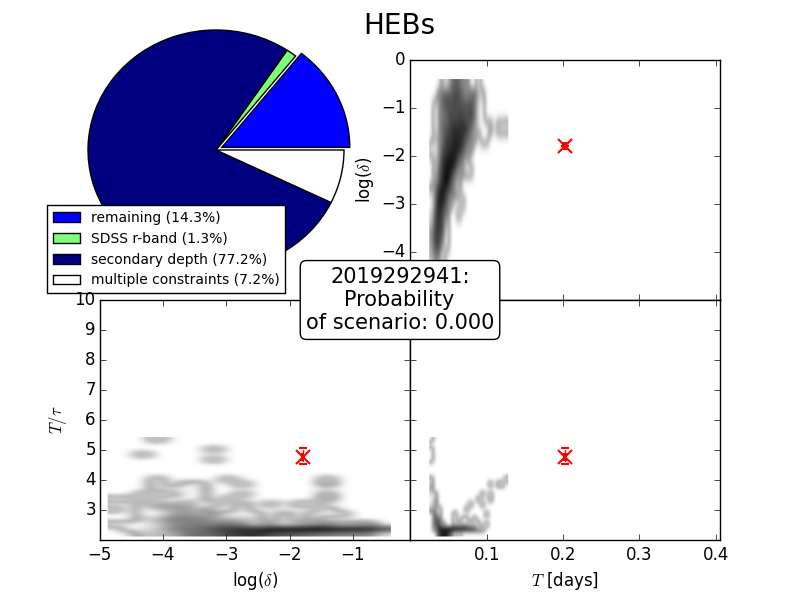 HEBs
remaining (14.3%)
SDSS r-band (1.3%)
secondary depth (77.2%)
multiple constraints (7.2%)
0
−1
−2
−3
−4
log(δ)
2019292941:
Probability
of scenario: 0.000
10
9
8
7
6
5
4
3
T/τ
−5 −4 −3 −2 −1
log(δ)
0.1 0.2 0.3 0.4
T [days]